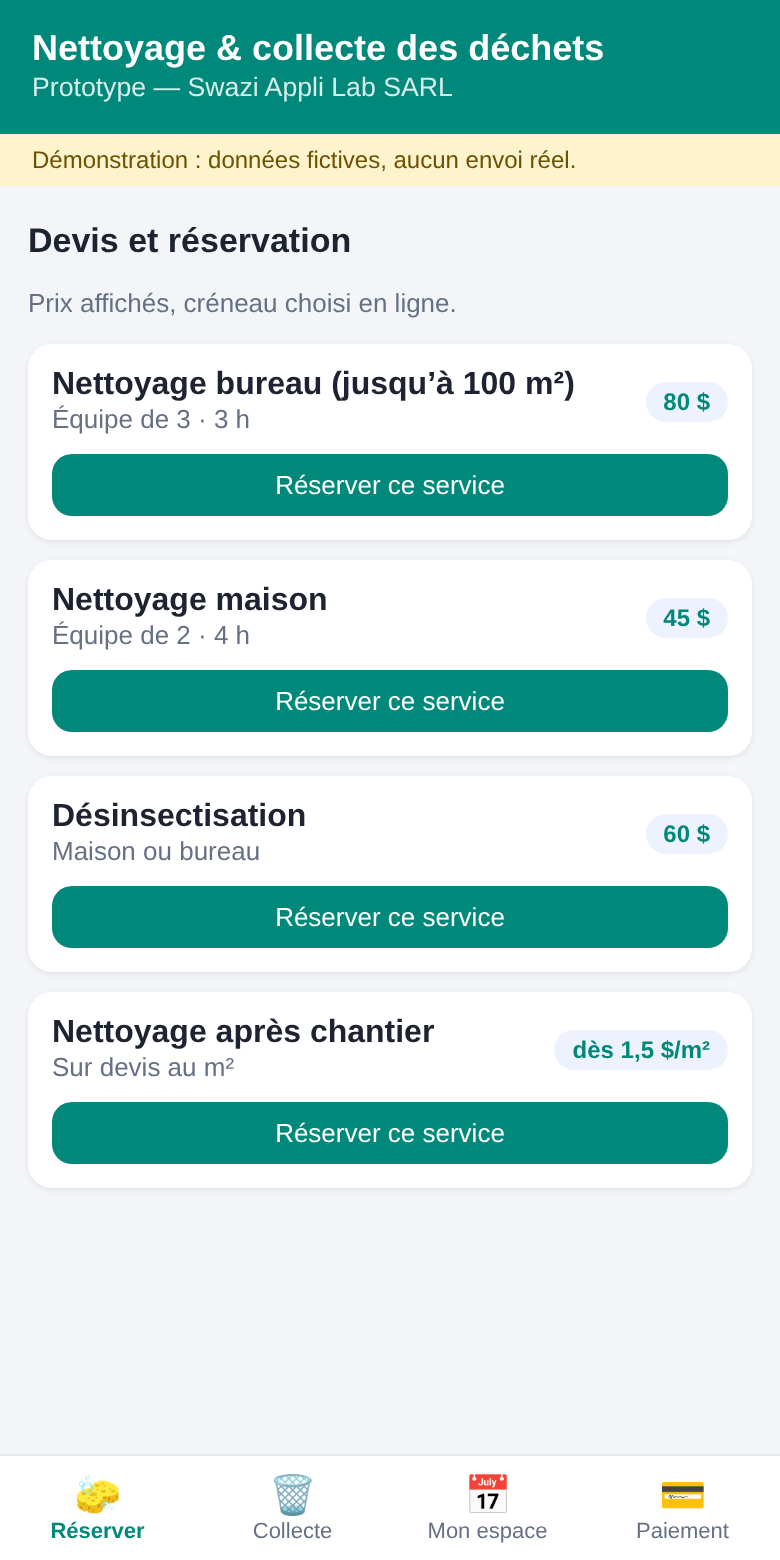 Nettoyage & collecte des déchets
Prototype — Swazi Appli Lab SARL
Démonstration : données fictives, aucun envoi réel.
Devis et réservation
Prix affichés, créneau choisi en ligne.
Nettoyage bureau (jusqu’à 100 m²)
80 $
Équipe de 3 · 3 h
Réserver ce service
Nettoyage maison
45 $
Équipe de 2 · 4 h
Réserver ce service
Désinsectisation
60 $
Maison ou bureau
Réserver ce service
Nettoyage après chantier
dès 1,5 $/m²
Sur devis au m²
Réserver ce service
July
17
Réserver
Collecte
Mon espace
Paiement